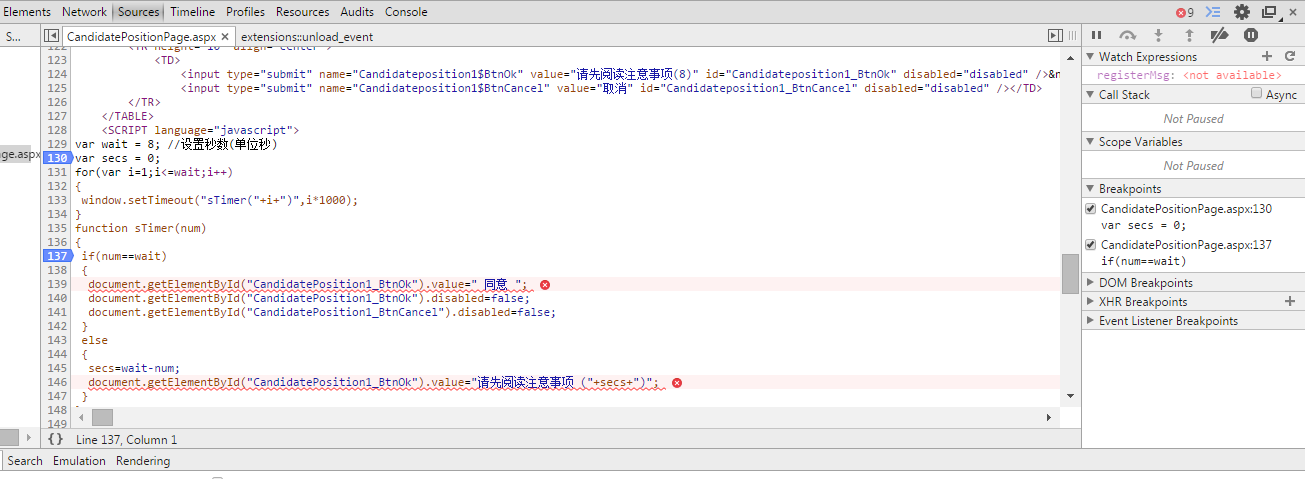 Elements Network Sources Timeline Profiles Resources Audits Console 9
S... CandidatePositionPage.aspx × extensions::unload_event
123 <TD>
124 <input type="submit" name="Candidateposition1$BtnOk" value="请先阅读注意事项(8)" id="Candidateposition1_BtnOk" disabled="disabled" />&n
125 <input type="submit" name="Candidateposition1$BtnCancel" value="取消" id="Candidateposition1_BtnCancel" disabled="disabled" /></TD>
126 </TR>
127 </TABLE>
128 <SCRIPT language="javascript">
129 var wait = 8; //设置秒数(单位秒)
130 var secs = 0;
131 for(var i=1;i<=wait;i++)
132 {
133 window.setTimeout("sTimer("+i+")",i*1000);
134 }
135 function sTimer(num)
136 {
137 if(num==wait)
138 {
139 document.getElementById("CandidatePosition1_BtnOk").value=" 同意 ";
140 document.getElementById("CandidatePosition1_BtnOk").disabled=false;
141 document.getElementById("CandidatePosition1_BtnCancel").disabled=false;
142 }
143 else
144 {
145 secs=wait-num;
146 document.getElementById("CandidatePosition1_BtnOk").value="请先阅读注意事项 ("+secs+")";
147 }
148
149
age.aspx
{} Line 137, Column 1
Watch Expressions
registerMsg: <not available>
Call Stack Async
Not Paused
Scope Variables
Not Paused
Breakpoints
CandidatePositionPage.aspx:130
var secs = 0;
CandidatePositionPage.aspx:137
if(num==wait)
DOM Breakpoints
XHR Breakpoints
Event Listener Breakpoints
Search Emulation Rendering